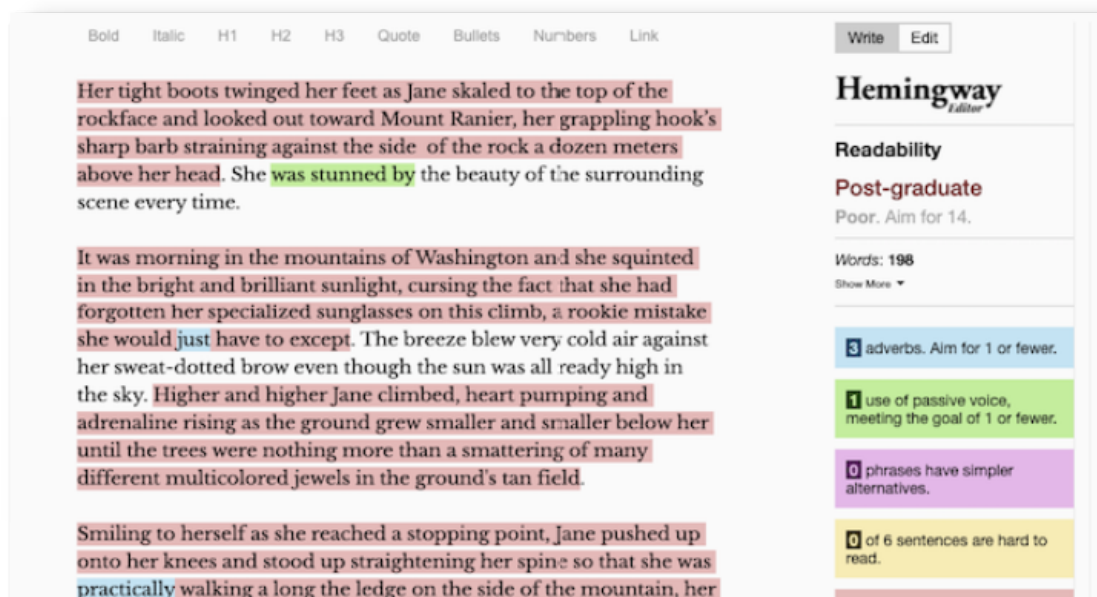 Bold Italic H1 H2 H3 Quote Bullets Numbers Link
Her tight boots twinged her feet as Jane skaled to the top of the
rockface and looked out toward Mount Ranier, her grappling hook's
sharp barb straining against the side of the rock a dozen meters
above her head. She was stunned by the beauty of the surrounding
scene every time.
It was morning in the mountains of Washington and she squinted
in the bright and brilliant sunlight, cursing the fact that she had
forgotten her specialized sunglasses on this climb, a rookie mistake
she would just have to except. The breeze blew very cold air against
her sweat-dotted brow even though the sun was all ready high in
the sky. Higher and higher Jane climbed, heart pumping and
adrenaline rising as the ground grew smaller and smaller below her
until the trees were nothing more than a smattering of many
different multicolored jewels in the ground's tan field.
Smiling to herself as she reached a stopping point, Jane pushed up
onto her knees and stood up straightening her spine so that she was
practically walking a long the ledge on the side of the mountain, her
Write Edit
Hemingway
Editor
Readability
Post-graduate
Poor. Aim for 14.
Words: 198
Show More
3 adverbs. Aim for 1 or fewer.
1 use of passive voice,
meeting the goal of 1 or fewer.
0 phrases have simpler
alternatives.
0 of 6 sentences are hard to
read.